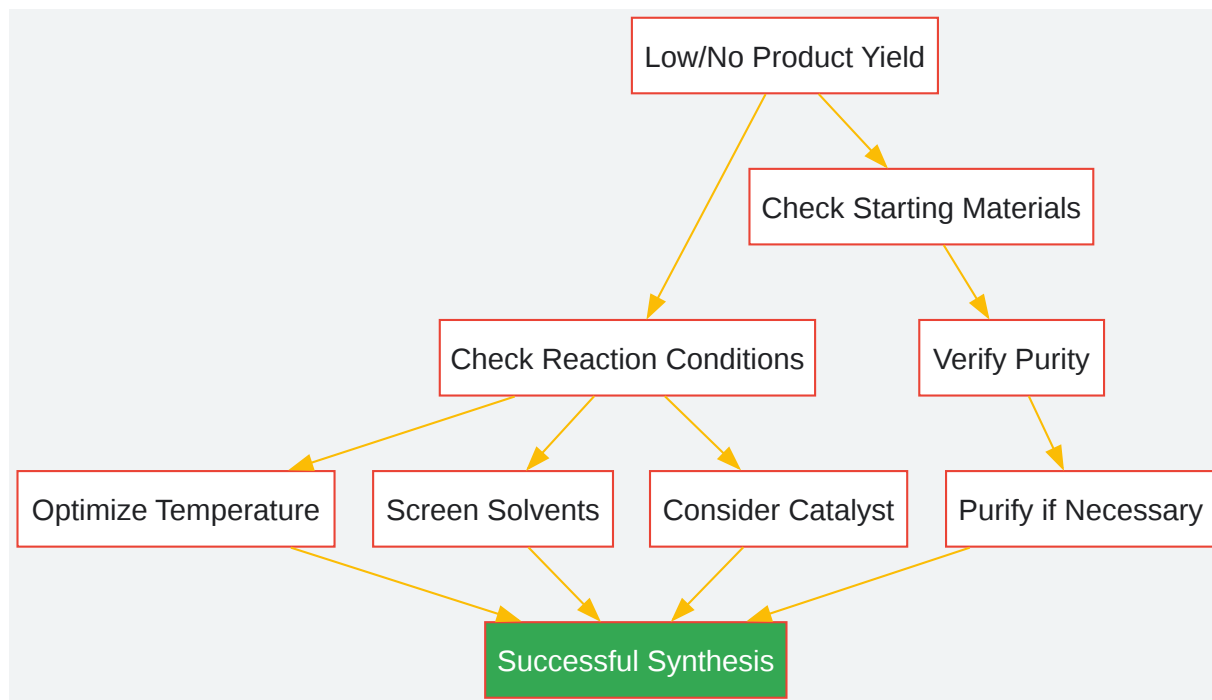 Low/No Product Yield
Check Starting Materials
Check Reaction Conditions
Verify Purity
Optimize Temperature
Screen Solvents
Consider Catalyst
Purify if Necessary
Successful Synthesis